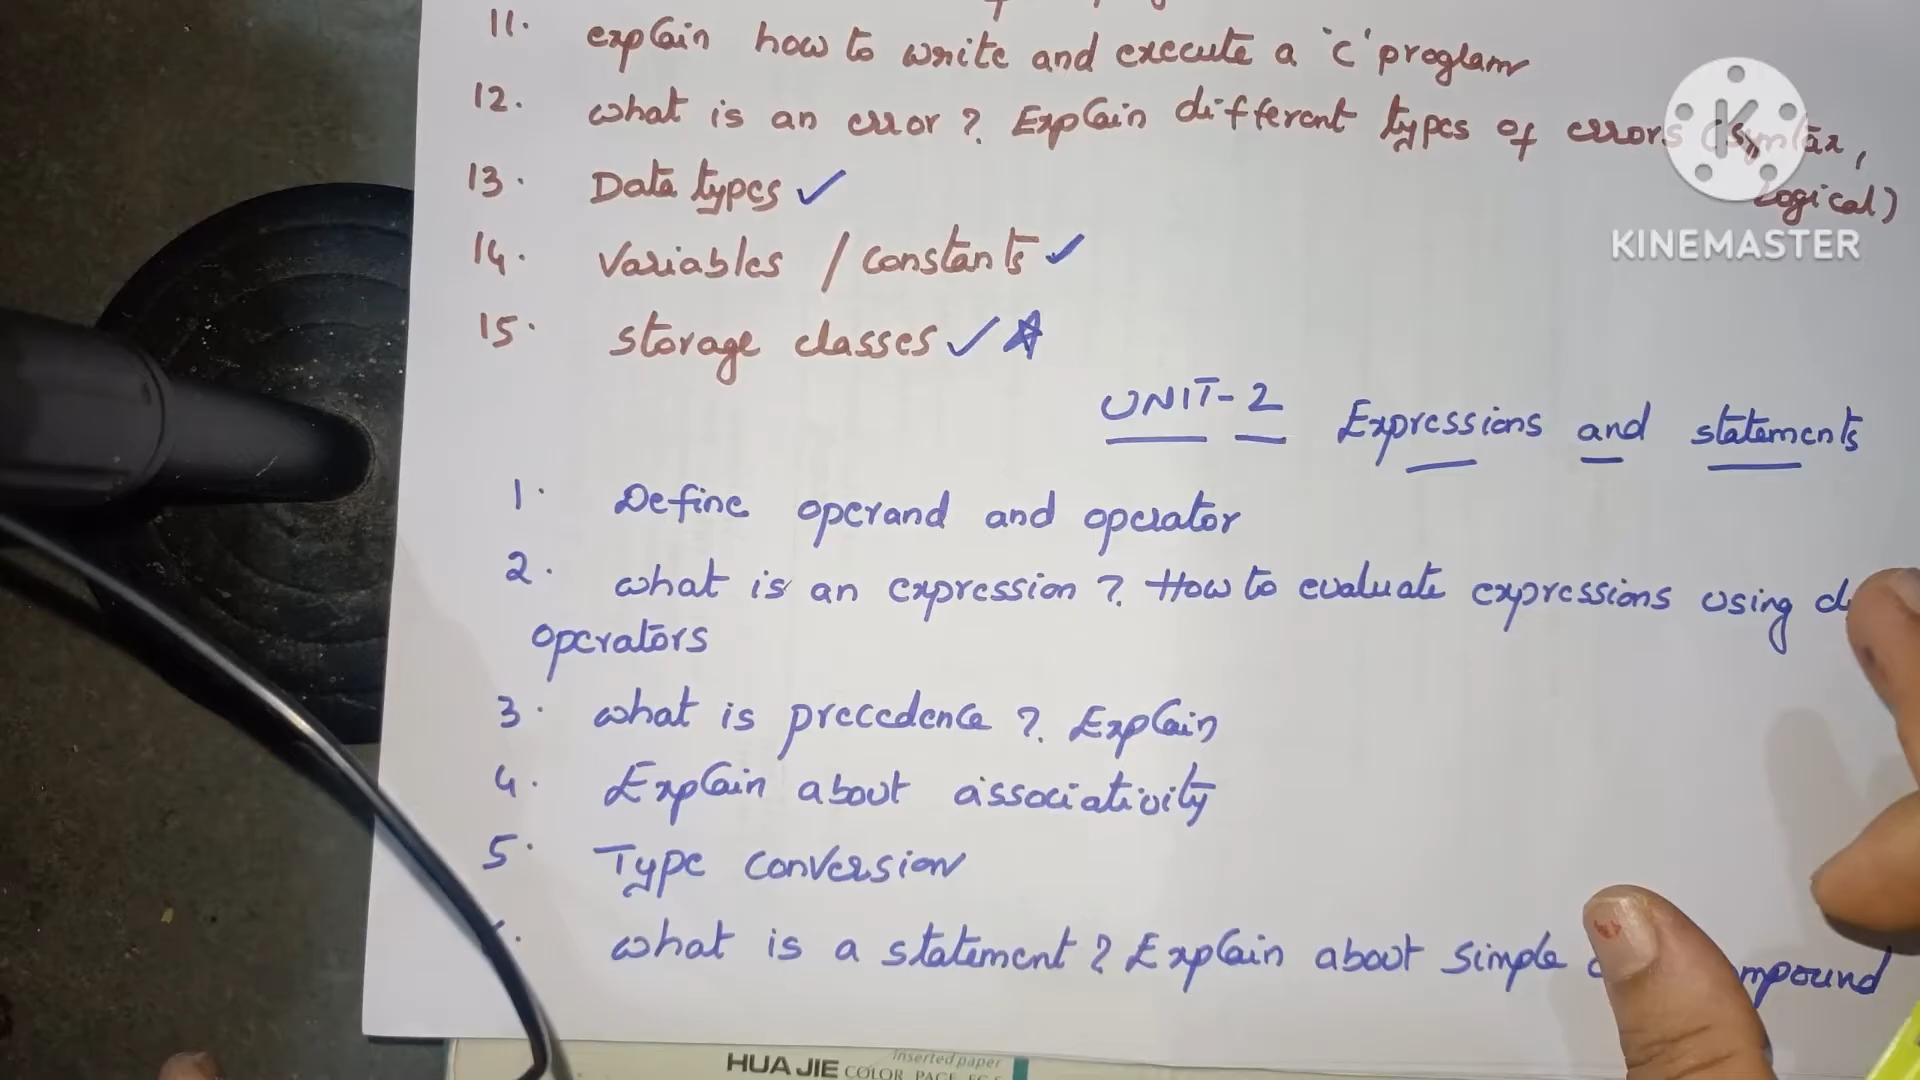 11. explain how to write and execute a 'C' program
12. what is an error? Explain different types of errors (syntax,
logical)
KINEMASTER
13. Data types ✓
14. Variables / constants ✓
15. storage classes ✓ ☆
UNIT-2 Expressions and statements
1. Define operand and operator
2. what is an expression? How to evaluate expressions using
operators
3. what is precedence? Explain
4. Explain about associativity
5. Type conversion
what is a statement? Explain about simple mpound
HUA JIE COLOR PAGE
Inserted paper